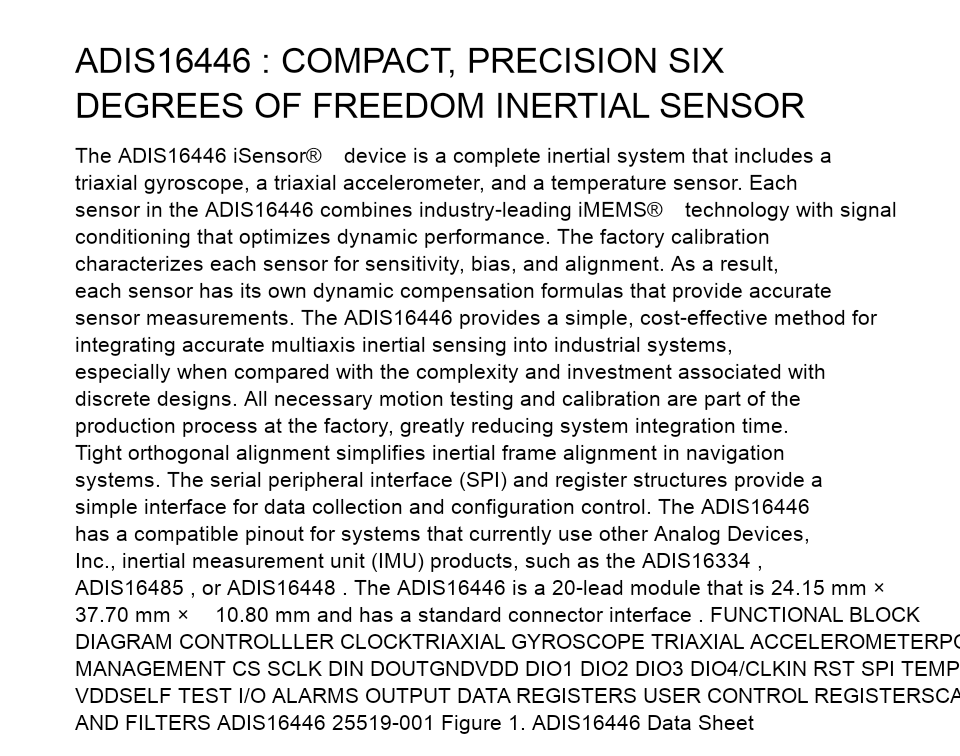 ADIS16446 : COMPACT, PRECISION SIX
DEGREES OF FREEDOM INERTIAL SENSOR
The ADIS16446 iSensor® device is a complete inertial system that includes a
triaxial gyroscope, a triaxial accelerometer, and a temperature sensor. Each
sensor in the ADIS16446 combines industry-leading iMEMS® technology with signal
conditioning that optimizes dynamic performance. The factory calibration
characterizes each sensor for sensitivity, bias, and alignment. As a result,
each sensor has its own dynamic compensation formulas that provide accurate
sensor measurements. The ADIS16446 provides a simple, cost-effective method for
integrating accurate multiaxis inertial sensing into industrial systems,
especially when compared with the complexity and investment associated with
discrete designs. All necessary motion testing and calibration are part of the
production process at the factory, greatly reducing system integration time.
Tight orthogonal alignment simplifies inertial frame alignment in navigation
systems. The serial peripheral interface (SPI) and register structures provide a
simple interface for data collection and configuration control. The ADIS16446
has a compatible pinout for systems that currently use other Analog Devices,
Inc., inertial measurement unit (IMU) products, such as the ADIS16334 ,
ADIS16485 , or ADIS16448 . The ADIS16446 is a 20-lead module that is 24.15 mm ×
37.70 mm × 10.80 mm and has a standard connector interface . FUNCTIONAL BLOCK
DIAGRAM CONTROLLLER CLOCKTRIAXIAL GYROSCOPE TRIAXIAL ACCELEROMETERPO
MANAGEMENT CS SCLK DIN DOUTGNDVDD DIO1 DIO2 DIO3 DIO4/CLKIN RST SPI TEMP
VDDSELF TEST I/O ALARMS OUTPUT DATA REGISTERS USER CONTROL REGISTERSCA
AND FILTERS ADIS16446 25519-001 Figure 1. ADIS16446 Data Sheet